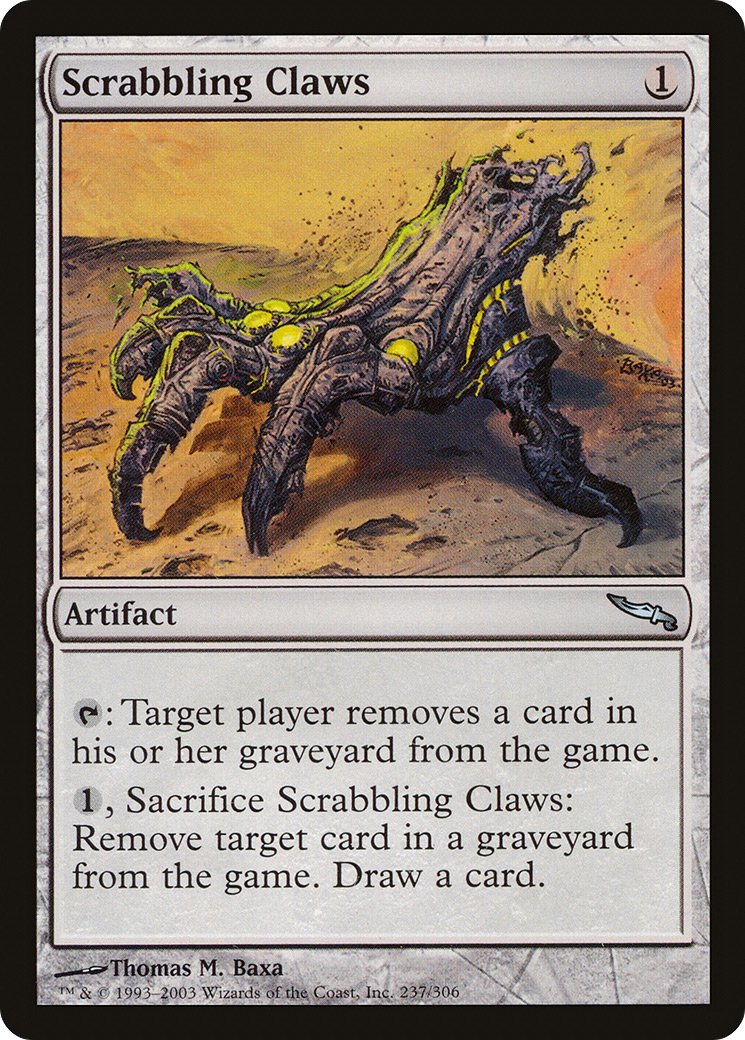 Scrabbling Claws 1
BAXA 03
Artifact
: Target player removes a card in
his or her graveyard from the game.
1, Sacrifice Scrabbling Claws:
Remove target card in a graveyard
from the game. Draw a card.
Thomas M. Baxa
™ & © 1993–2003 Wizards of the Coast, Inc. 237/306